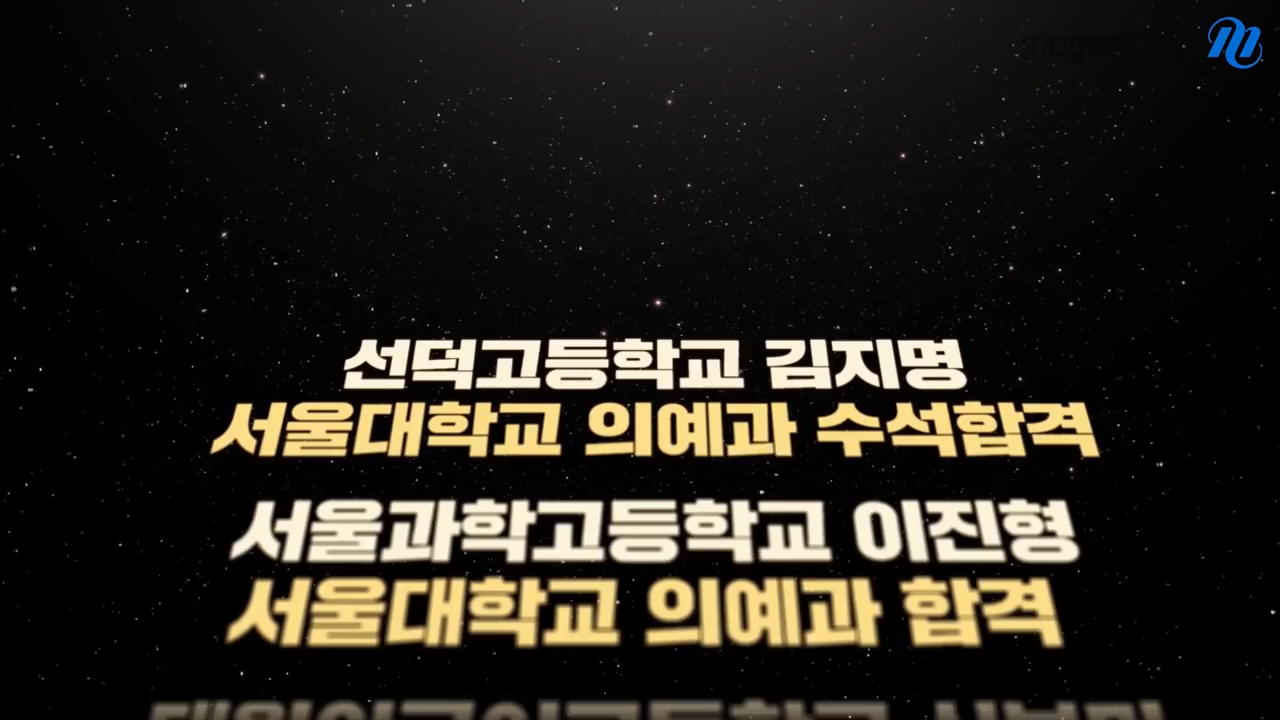 선덕고등학교 김지명
서울대학교 의예과 수석합격
서울과학고등학교 이진형
서울대학교 의예과 합격